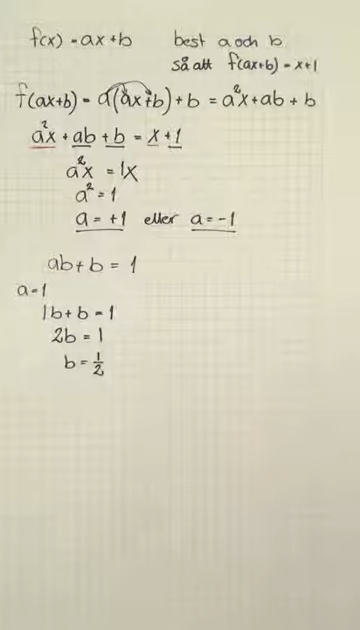 f(x) = ax + b best a och b
så att f(ax+b) = x+1
f(ax+b) = a(ax+b) + b = a²x + ab + b
a²x + ab + b = x + 1
a²x = 1x
a² = 1
a = +1 eller a = -1
ab + b = 1
a = 1
1b + b = 1
2b = 1
b = 1/2